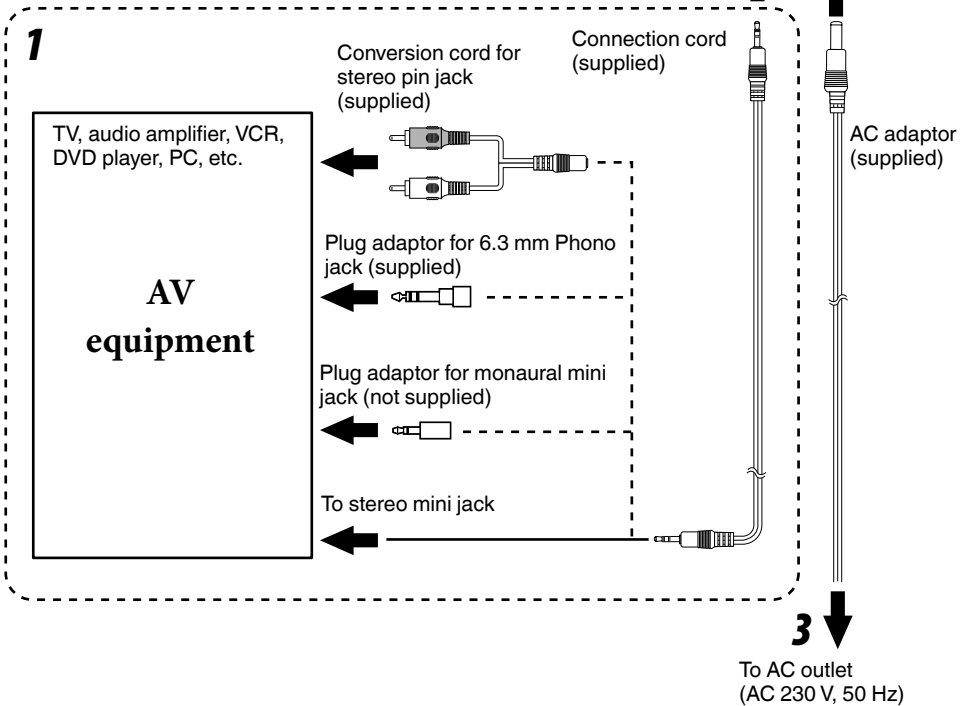 1
Conversion cord for
stereo pin jack
(supplied)
Connection cord
(supplied)
TV, audio amplifier, VCR,
DVD player, PC, etc.
AC adaptor
(supplied)
Plug adaptor for 6.3 mm Phono
jack (supplied)
AV
equipment
Plug adaptor for monaural mini
jack (not supplied)
To stereo mini jack
3
To AC outlet
(AC 230 V, 50 Hz)